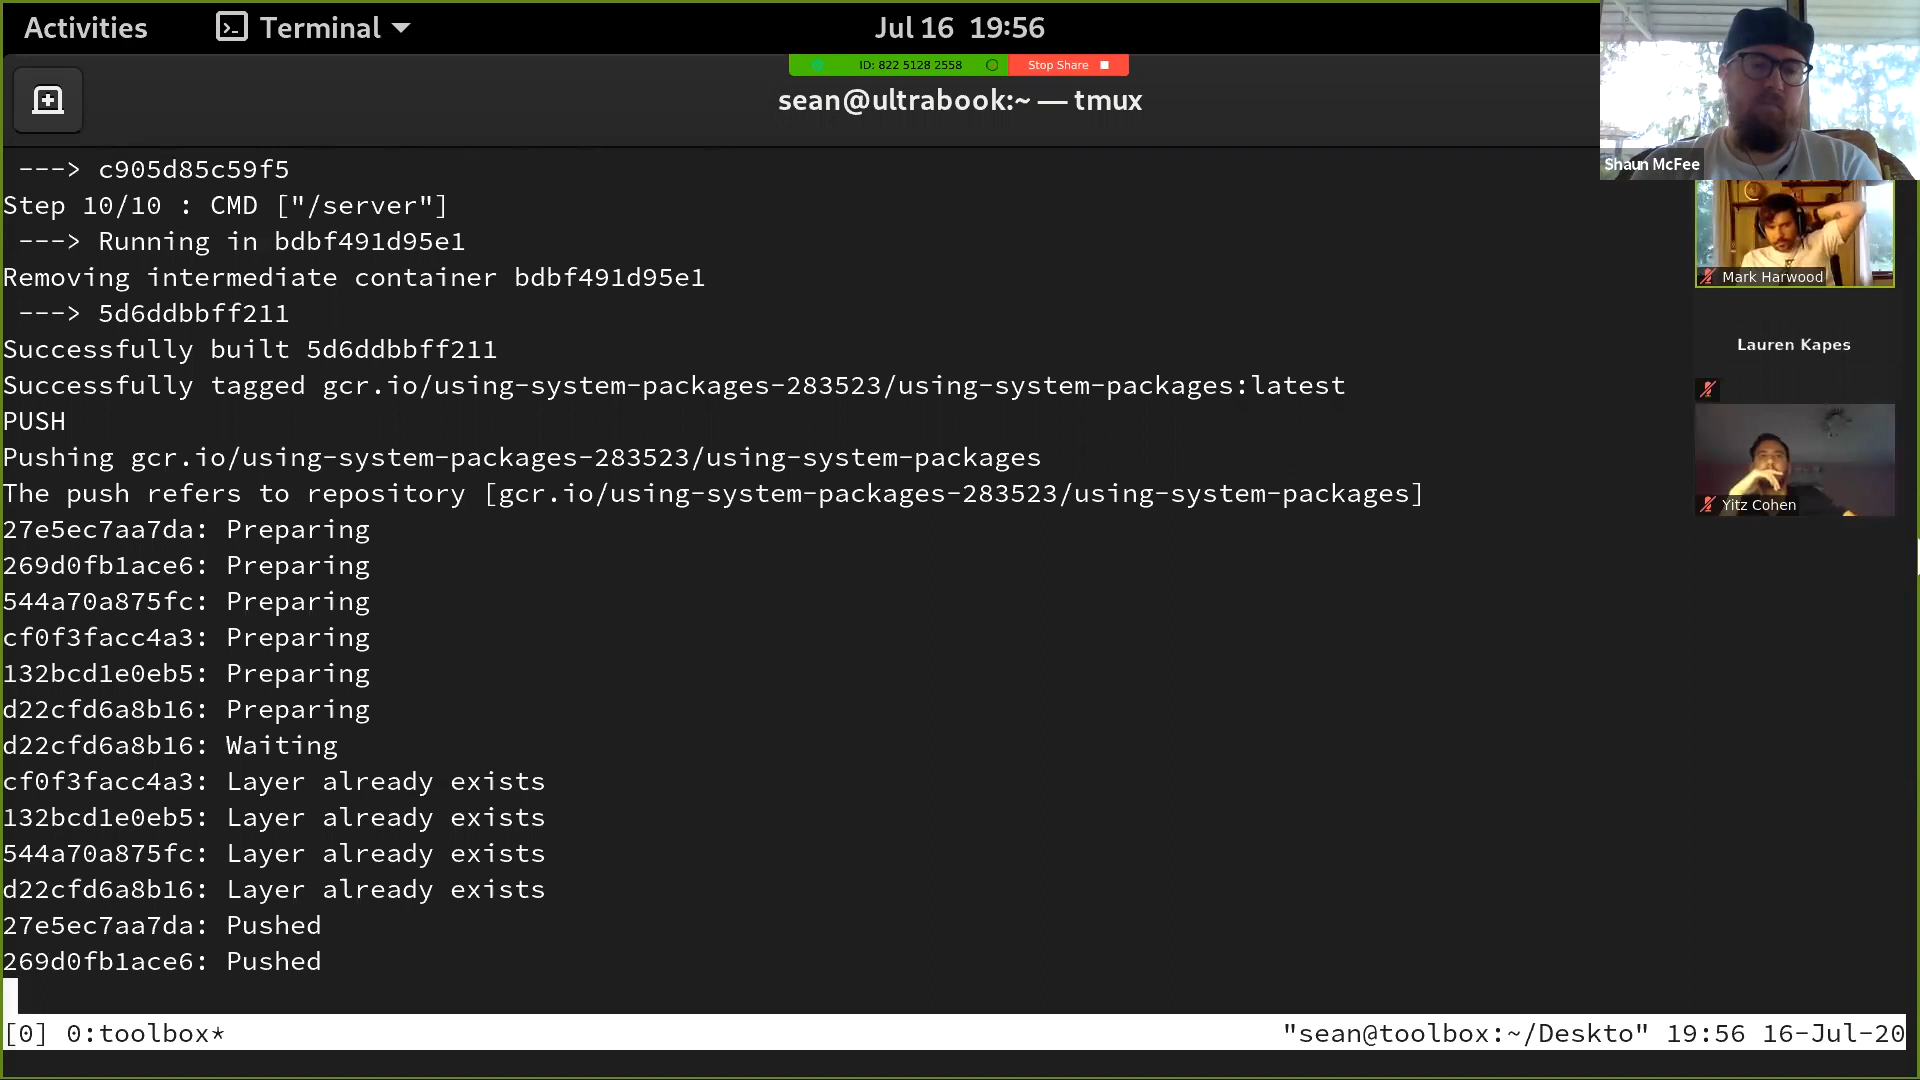 Activities
Terminal
Jul 16 19:56
ID: 822 5128 2558
Stop Share
sean@ultrabook:~ — tmux
---> c905d85c59f5
Step 10/10 : CMD ["/server"]
---> Running in bdbf491d95e1
Removing intermediate container bdbf491d95e1
---> 5d6ddbbff211
Successfully built 5d6ddbbff211
Successfully tagged gcr.io/using-system-packages-283523/using-system-packages:latest
PUSH
Pushing gcr.io/using-system-packages-283523/using-system-packages
The push refers to repository [gcr.io/using-system-packages-283523/using-system-packages]
27e5ec7aa7da: Preparing
269d0fb1ace6: Preparing
544a70a875fc: Preparing
cf0f3facc4a3: Preparing
132bcd1e0eb5: Preparing
d22cfd6a8b16: Preparing
d22cfd6a8b16: Waiting
cf0f3facc4a3: Layer already exists
132bcd1e0eb5: Layer already exists
544a70a875fc: Layer already exists
d22cfd6a8b16: Layer already exists
27e5ec7aa7da: Pushed
269d0fb1ace6: Pushed
[0] 0:toolbox* "sean@toolbox:~/Deskto" 19:56 16-Jul-20
Shaun McFee
Mark Harwood
Lauren Kapes
Yitz Cohen